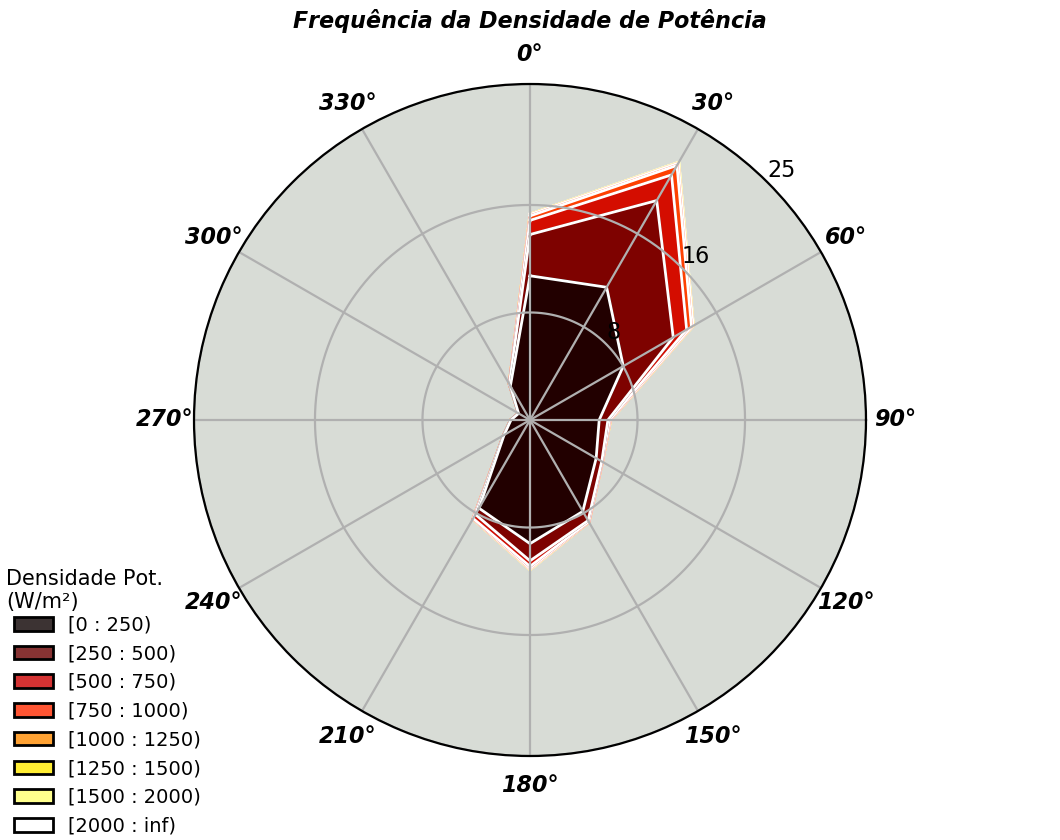 Frequência da Densidade de Potência
0°
30°
60°
90°
120°
150°
180°
210°
240°
270°
300°
330°
8
16
25
Densidade Pot.
(W/m²)
[0 : 250)
[250 : 500)
[500 : 750)
[750 : 1000)
[1000 : 1250)
[1250 : 1500)
[1500 : 2000)
[2000 : inf)